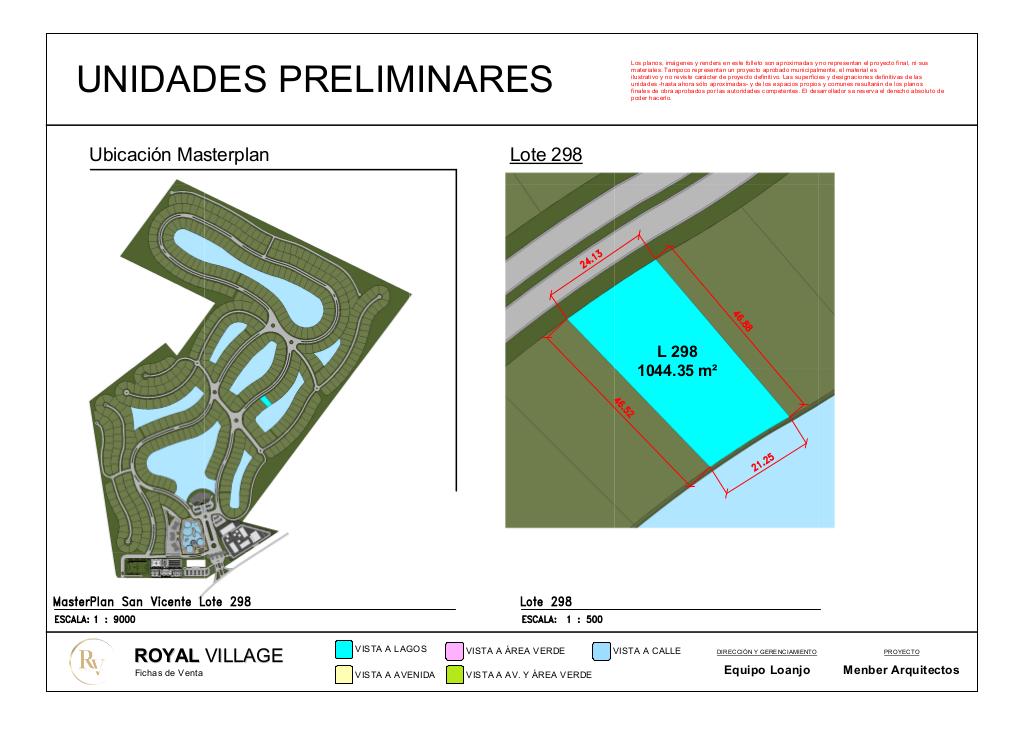 UNIDADES PRELIMINARES
Los planos, imágenes y renders en este folleto son aproximadas y no representan el proyecto final, ni sus
materiales. Tampoco representan un proyecto aprobado municipalmente, el material es
ilustrativo y no reviste carácter de proyecto definitivo. Las superficies y designaciones definitivas de las
unidades -hasta ahora sólo aproximadas- y de los espacios propios y comunes resultarán de los planos
finales de obra aprobados por las autoridades competentes. El desarrollador se reserva el derecho absoluto de
poder hacerlo.
Ubicación Masterplan
Lote 298
24.13
46.88
L 298
1044.35 m²
46.52
21.25
MasterPlan San Vicente Lote 298
ESCALA: 1 : 9000
Lote 298
ESCALA: 1 : 500
RV
ROYAL VILLAGE
Fichas de Venta
VISTA A LAGOS
VISTA A ÁREA VERDE
VISTA A CALLE
VISTA A AVENIDA
VISTA A AV. Y ÁREA VERDE
DIRECCIÓN Y GERENCIAMIENTO
Equipo Loanjo
PROYECTO
Menber Arquitectos